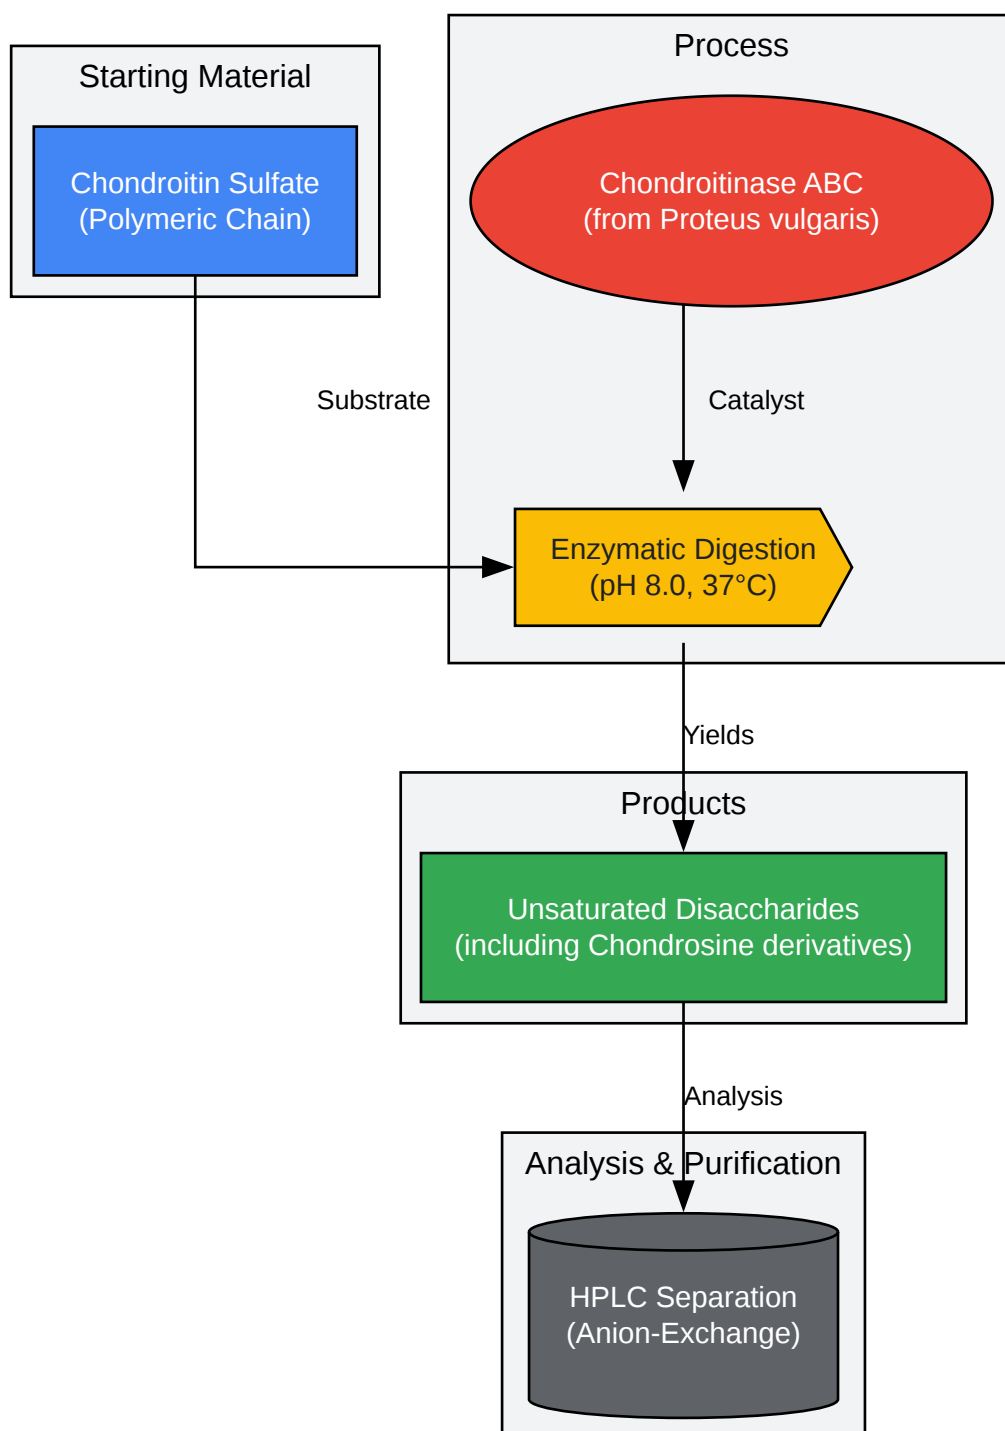 Process
Starting Material
Chondroitin Sulfate
(Polymeric Chain)
Chondroitinase ABC
(from Proteus vulgaris)
Substrate
Catalyst
Enzymatic Digestion
(pH 8.0, 37°C)
Yields
Products
Unsaturated Disaccharides
(including Chondrosine derivatives)
Analysis
Analysis & Purification
HPLC Separation
(Anion-Exchange)